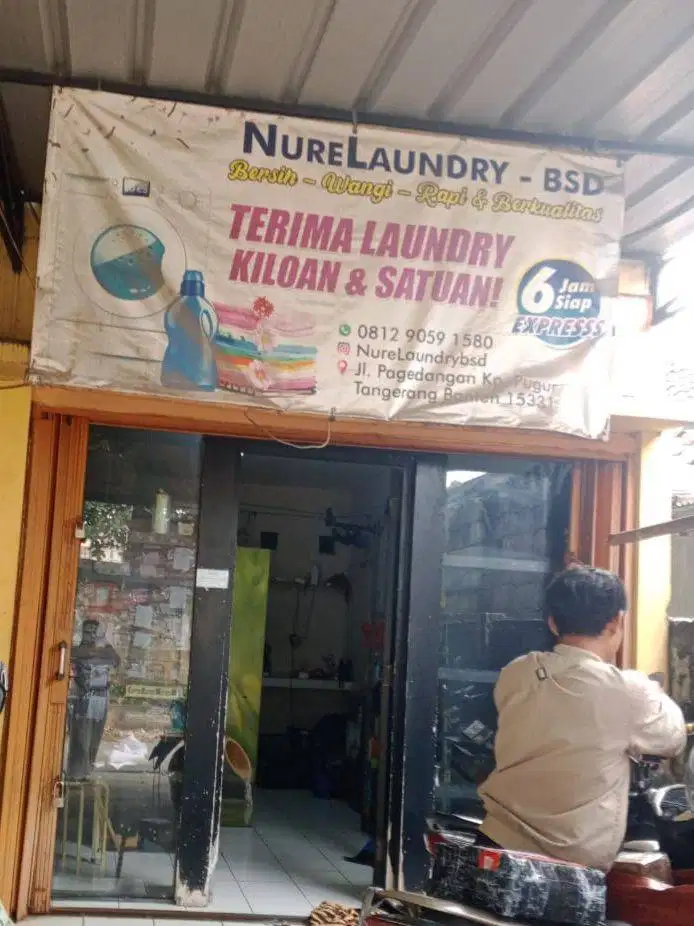 NURELAUNDRY - BSD
Bersih - Wangi - Rapi & Berkualitas
TERIMA LAUNDRY
KILOAN & SATUAN!
6 Jam
Siap
EXPRESSS
0812 9059 1580
NureLaundrybsd
Jl. Pagedangan Kp. Pugur
Tangerang Banten 15331